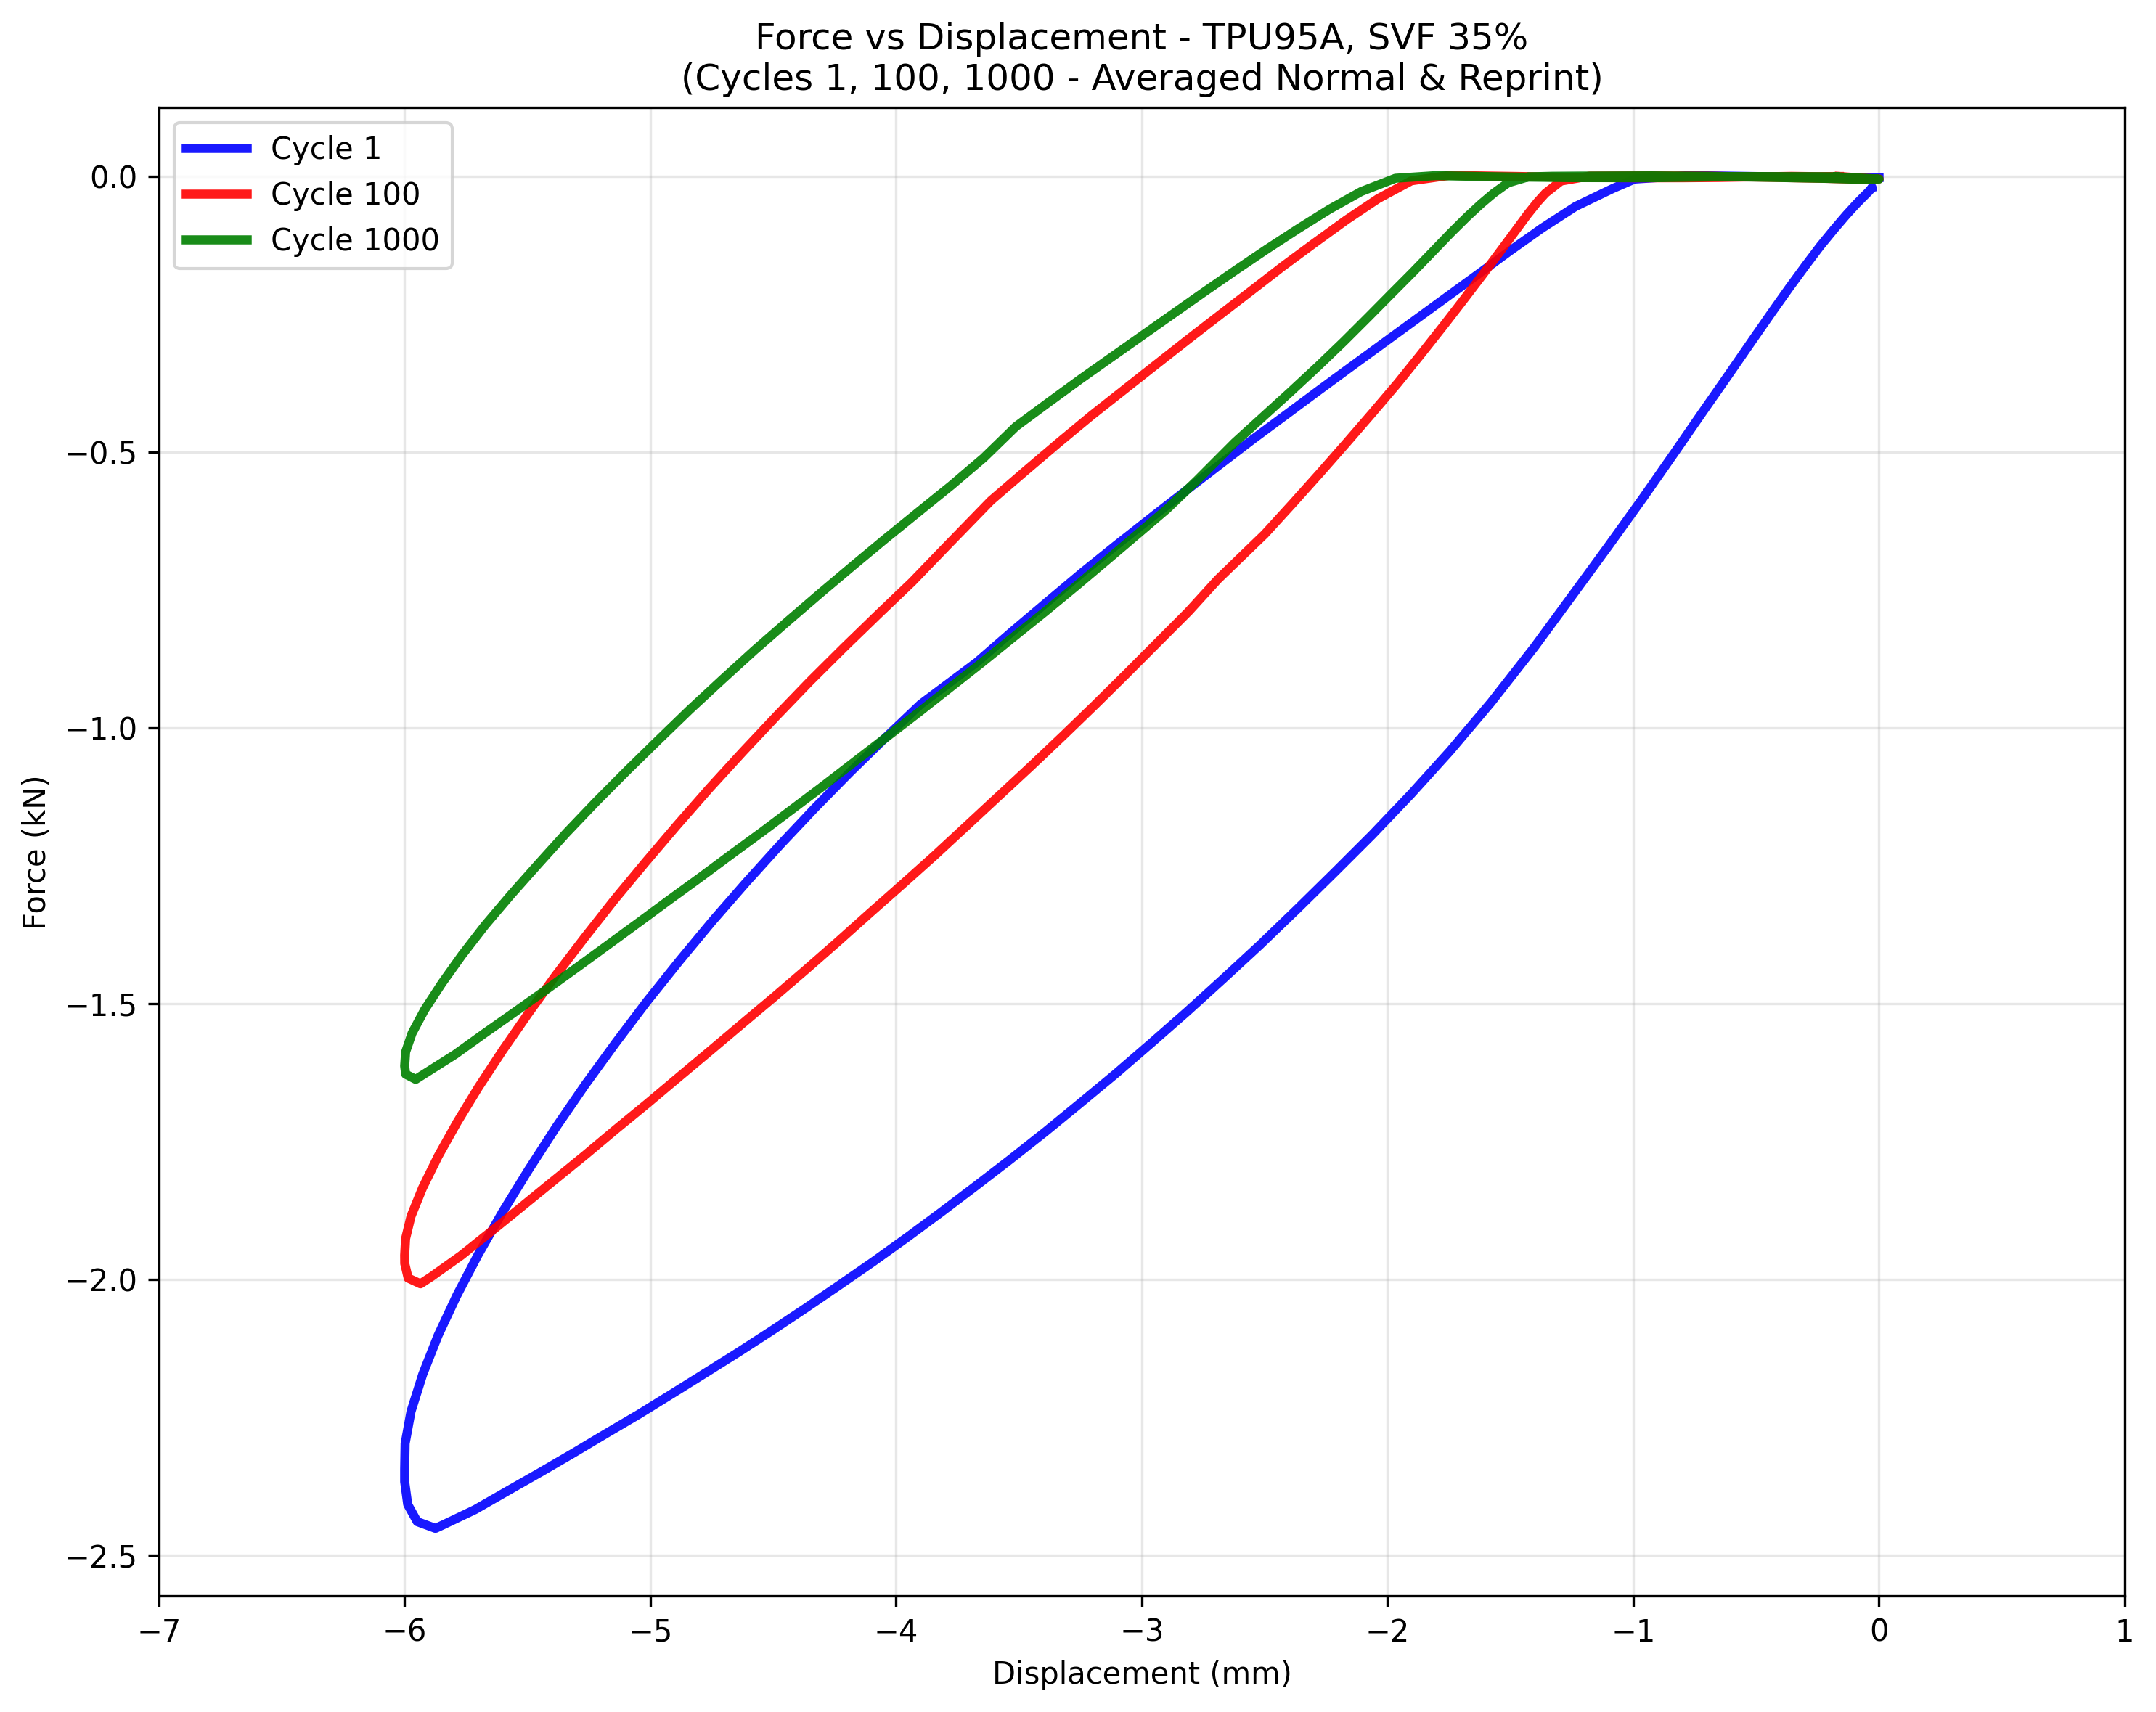 Force vs Displacement - TPU95A, SVF 35%
(Cycles 1, 100, 1000 - Averaged Normal & Reprint)
Cycle 1
Cycle 100
Cycle 1000
0.0
−0.5
−1.0
−1.5
−2.0
−2.5
Force (kN)
−7 −6 −5 −4 −3 −2 −1 0 1
Displacement (mm)